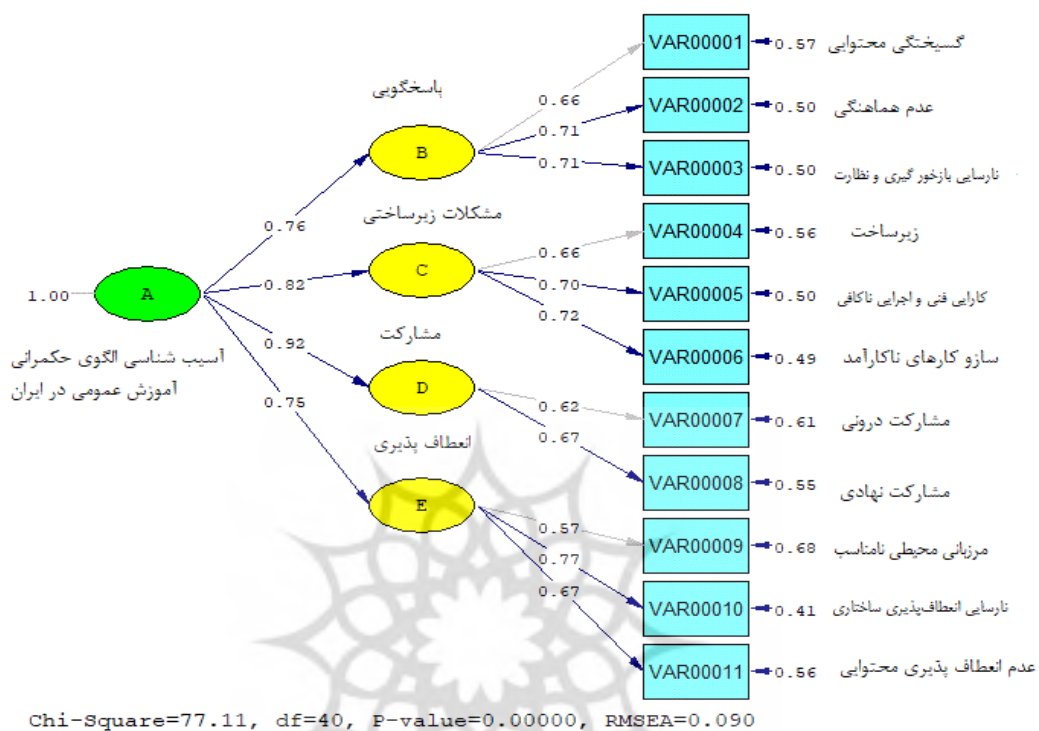 VAR00001
0.57
گسیختگی محتوایی
پاسخگویی
0.66
VAR00002
0.50
عدم هماهنگی
0.71
B
0.71
VAR00003
0.50
نارسایی بازخور گیری و نظارت
مشکلات زیرساختی
0.76
VAR00004
0.56
زیرساخت
0.66
C
0.70
VAR00005
0.50
کارایی فنی و اجرایی ناکافی
0.82
1.00
A
0.72
مشارکت
0.92
VAR00006
0.49
سازو کارهای ناکارآمد
آسیب شناسی الگوی حکمرانی
آموزش عمومی در ایران
D
0.75
0.62
VAR00007
0.61
مشارکت درونی
0.67
انعطاف پذیری
VAR00008
0.55
مشارکت نهادی
E
0.57
VAR00009
0.68
مرزبانی محیطی نامناسب
0.77
0.67
VAR00010
0.41
نارسایی انعطاف‌پذیری ساختاری
VAR00011
0.56
عدم انعطاف پذیری محتوایی
Chi-Square=77.11, df=40, P-value=0.00000, RMSEA=0.090